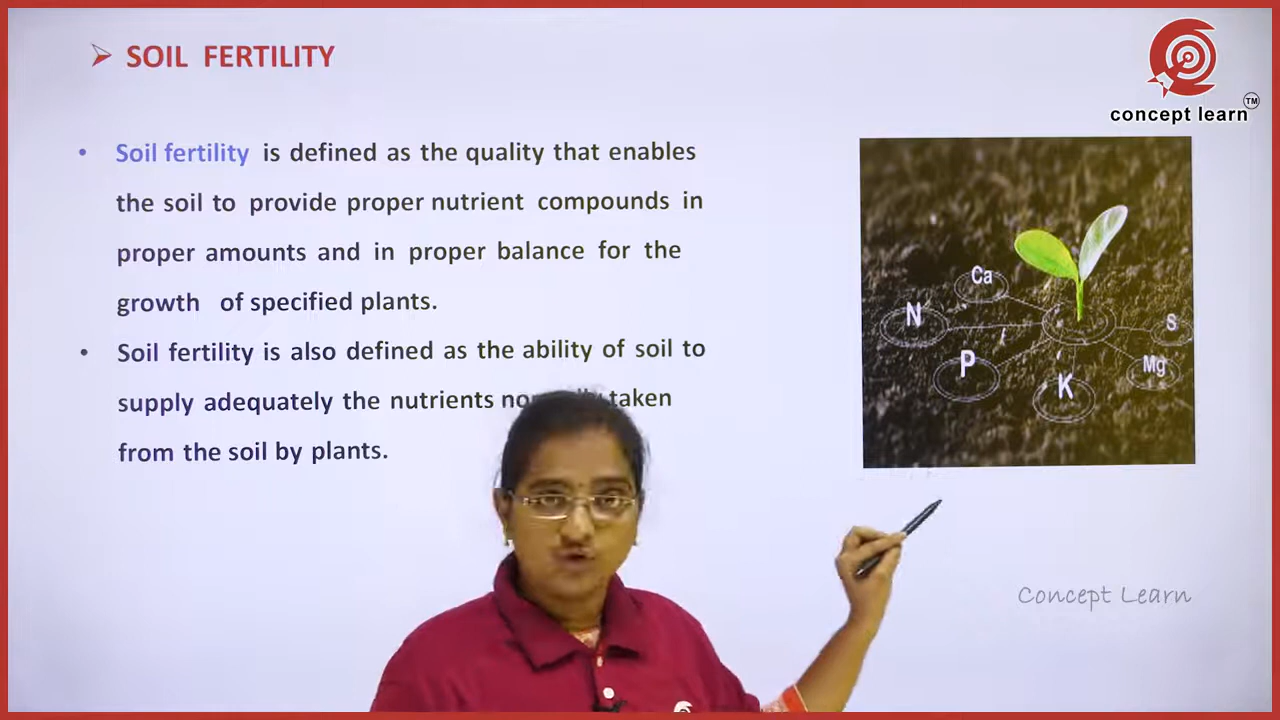 SOIL FERTILITY
concept learn
TM
Soil fertility is defined as the quality that enables
the soil to provide proper nutrient compounds in
proper amounts and in proper balance for the
growth of specified plants.
Soil fertility is also defined as the ability of soil to
supply adequately the nutrients taken
from the soil by plants.
Ca
N
S
P
Mg
K
Concept Learn